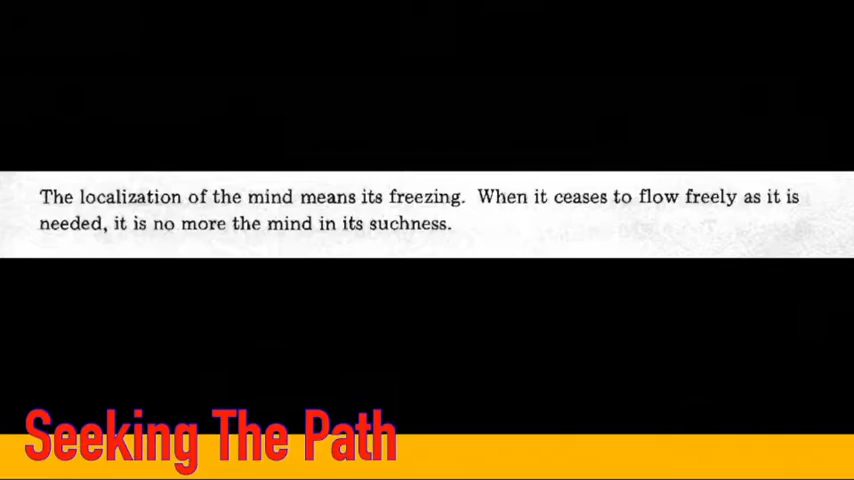 The localization of the mind means its freezing. When it ceases to flow freely as it is
needed, it is no more the mind in its suchness.
Seeking The Path